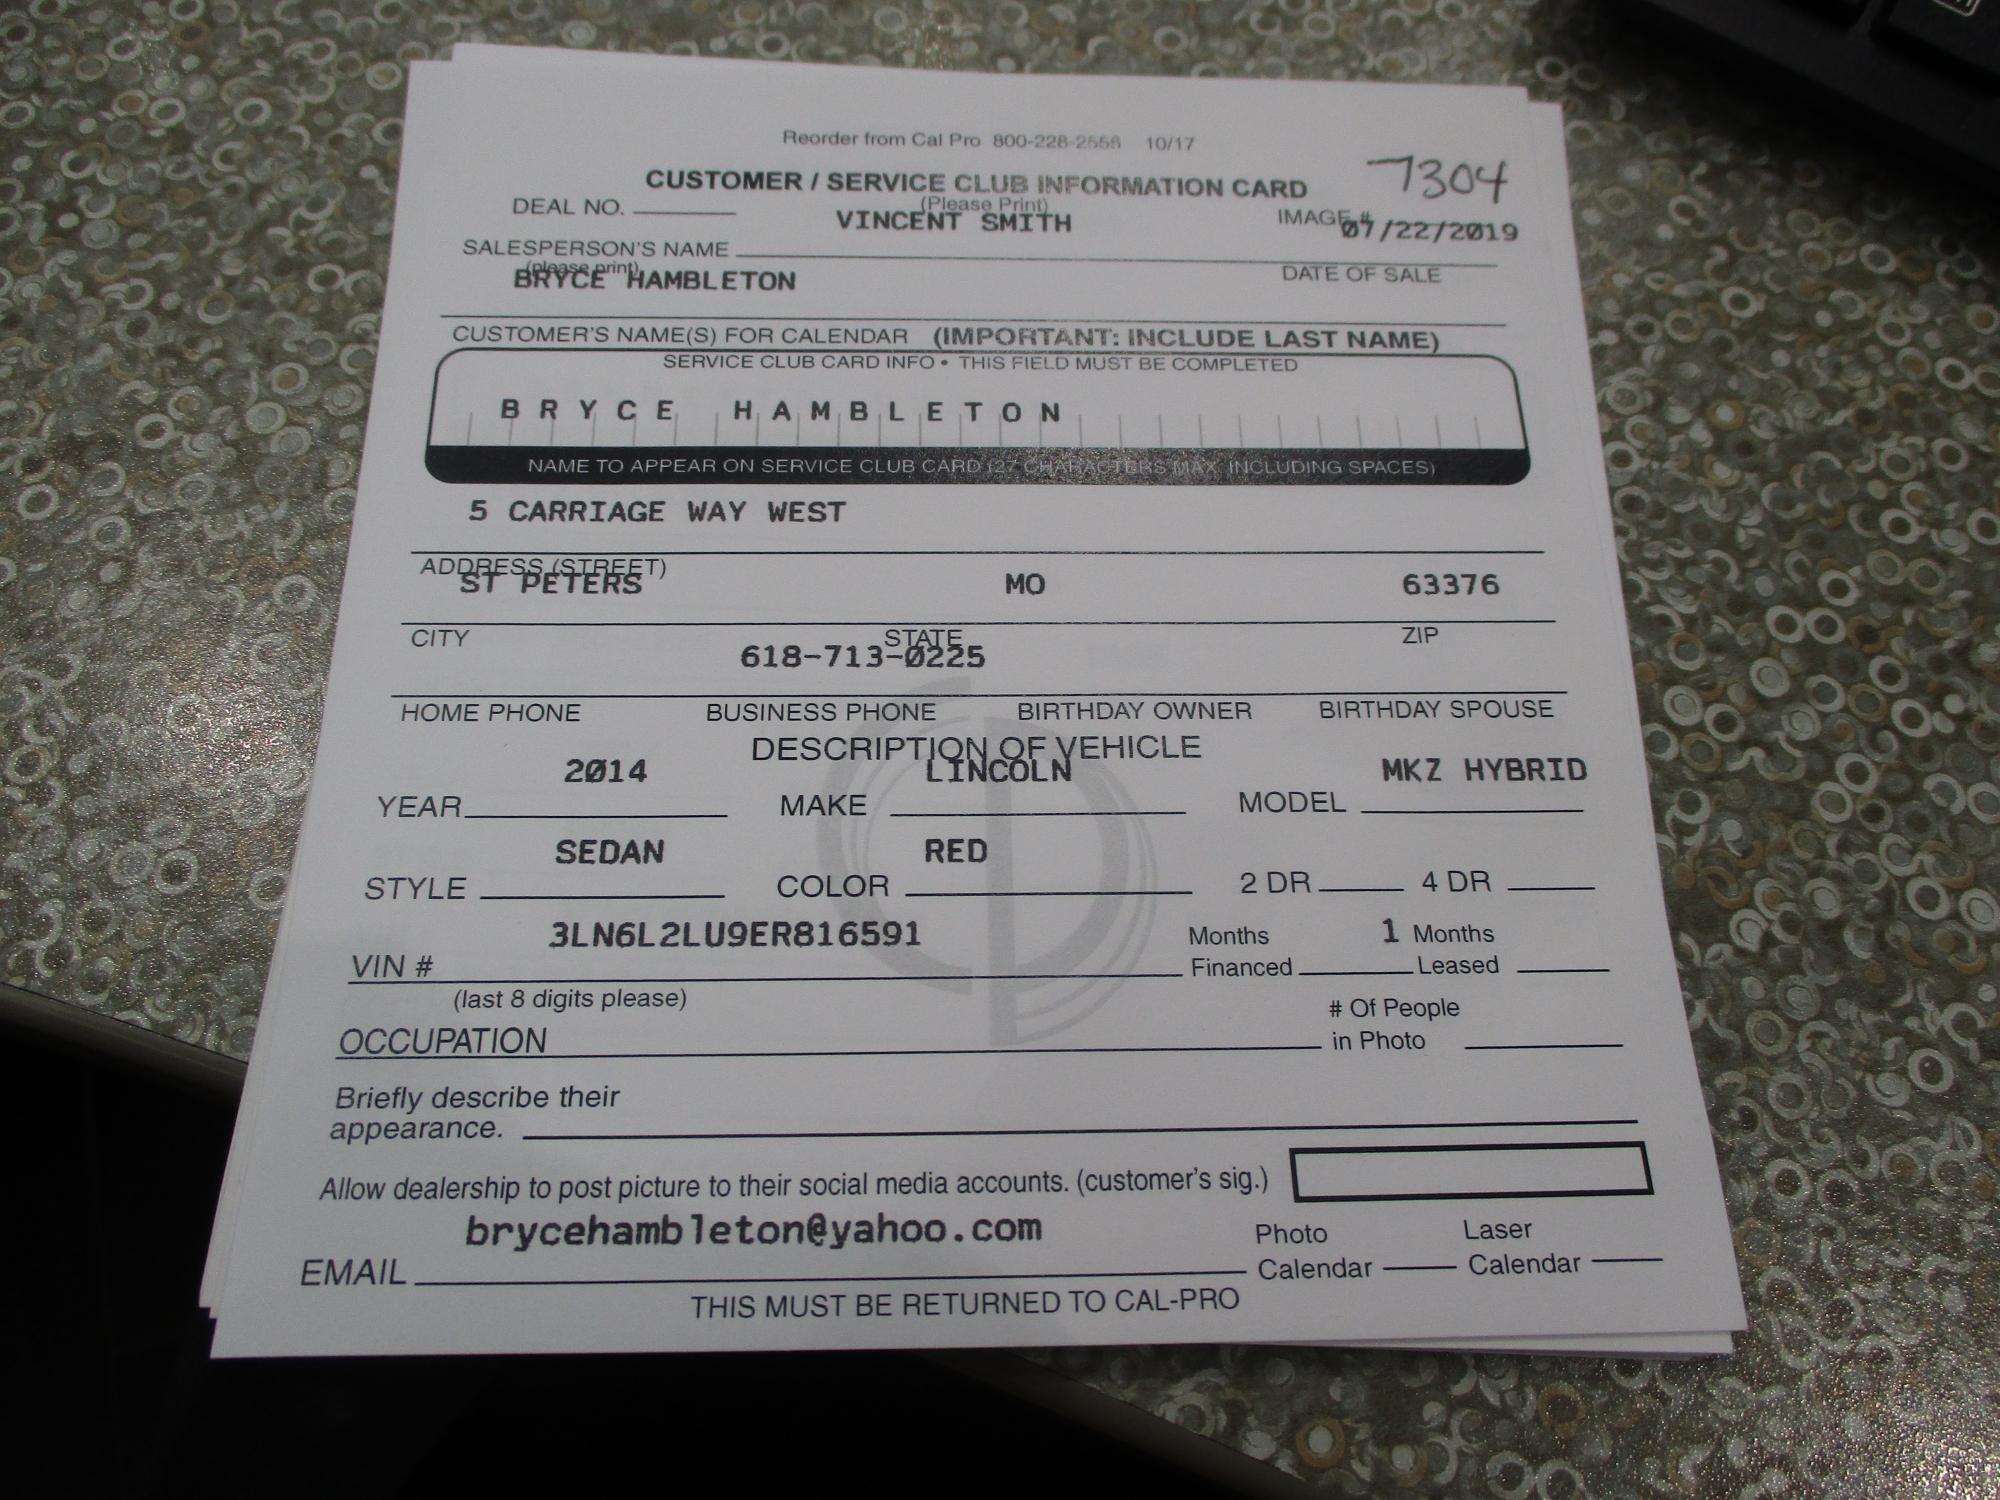 Reorder from Cal Pro 800-228-2556 10/17
CUSTOMER / SERVICE CLUB INFORMATION CARD
7304
(Please Print)
DEAL NO.
VINCENT SMITH
IMAGE #
07/22/2019
SALESPERSON'S NAME
(please print)
DATE OF SALE
BRYCE HAMBLETON
CUSTOMER'S NAME(S) FOR CALENDAR (IMPORTANT: INCLUDE LAST NAME)
SERVICE CLUB CARD INFO • THIS FIELD MUST BE COMPLETED
BRYCE HAMBLETON
NAME TO APPEAR ON SERVICE CLUB CARD (27 CHARACTERS MAX. INCLUDING SPACES)
5 CARRIAGE WAY WEST
ADDRESS (STREET)
ST PETERS MO 63376
CITY STATE ZIP
618-713-0225
HOME PHONE BUSINESS PHONE BIRTHDAY OWNER BIRTHDAY SPOUSE
DESCRIPTION OF VEHICLE
2014 LINCOLN MKZ HYBRID
YEAR MAKE MODEL
SEDAN RED
STYLE COLOR 2 DR 4 DR
3LN6L2LU9ER816591 Months 1 Months
VIN # Financed Leased
(last 8 digits please) # Of People
OCCUPATION in Photo
Briefly describe their
appearance.
Allow dealership to post picture to their social media accounts. (customer's sig.)
brycehambleton@yahoo.com Photo Laser
EMAIL Calendar Calendar
THIS MUST BE RETURNED TO CAL-PRO